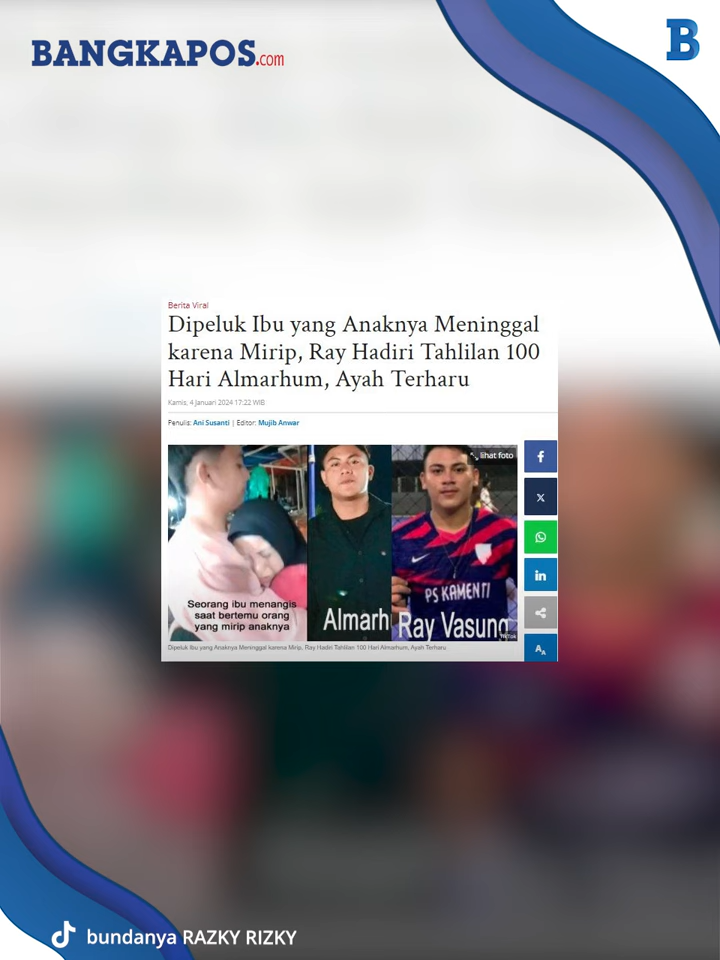 BANGKAPOS.com
B
Berita Viral
Dipeluk Ibu yang Anaknya Meninggal
karena Mirip, Ray Hadiri Tahlilan 100
Hari Almarhum, Ayah Terharu
Kamis, 4 Januari 2024 17:22 WIB
Penulis: Ani Susanti | Editor: Mujib Anwar
lihat foto
PS KAMENTI
Seorang ibu menangis
saat bertemu orang
yang mirip anaknya
Almarh
Ray Vasung
TikTok
Dipeluk Ibu yang Anaknya Meninggal karena Mirip, Ray Hadiri Tahlilan 100 Hari Almarhum, Ayah Terharu
AA
bundanya RAZKY RIZKY